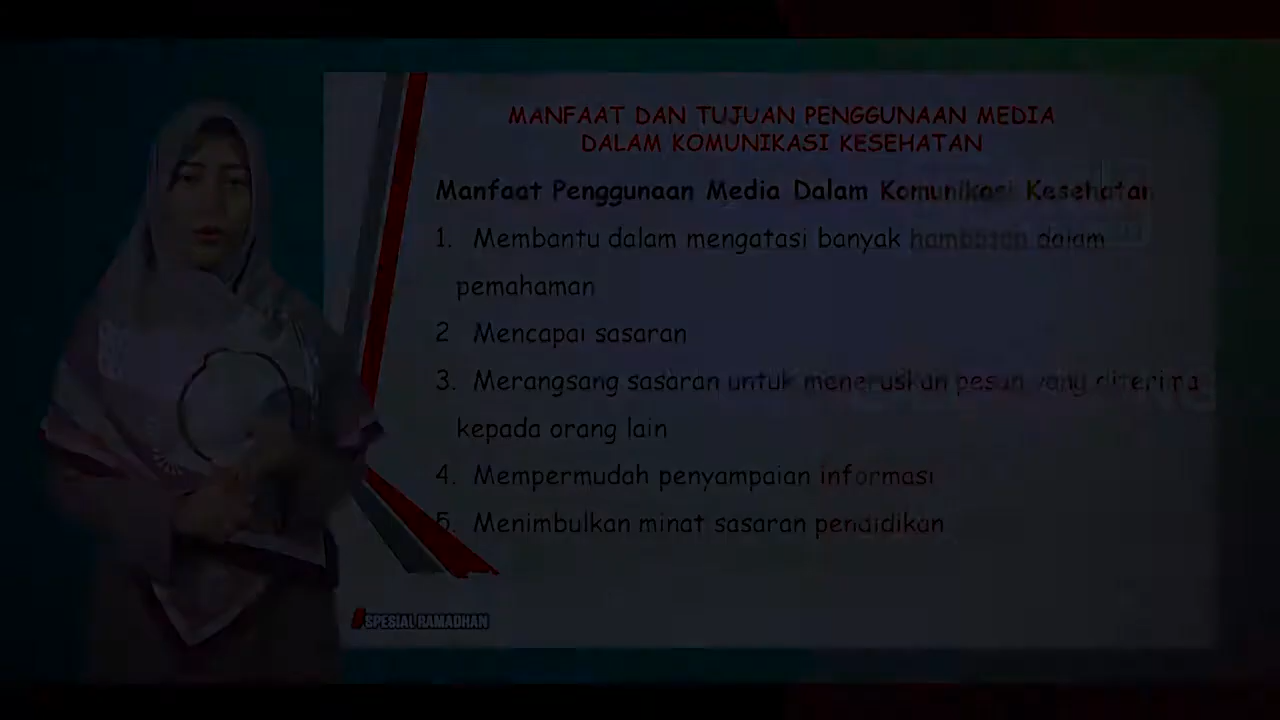 MANFAAT DAN TUJUAN PENGGUNAAN MEDIA
DALAM KOMUNIKASI KESEHATAN
Manfaat Penggunaan Media Dalam Komunikasi Kesehatan
1. Membantu dalam mengatasi banyak hambatan dalam
pemahaman
2 Mencapai sasaran
3. Merangsang sasaran untuk meneruskan pesan yang diterima
kepada orang lain
4. Mempermudah penyampaian informasi
5. Menimbulkan minat sasaran pendidikan
#SPESIAL RAMADHAN